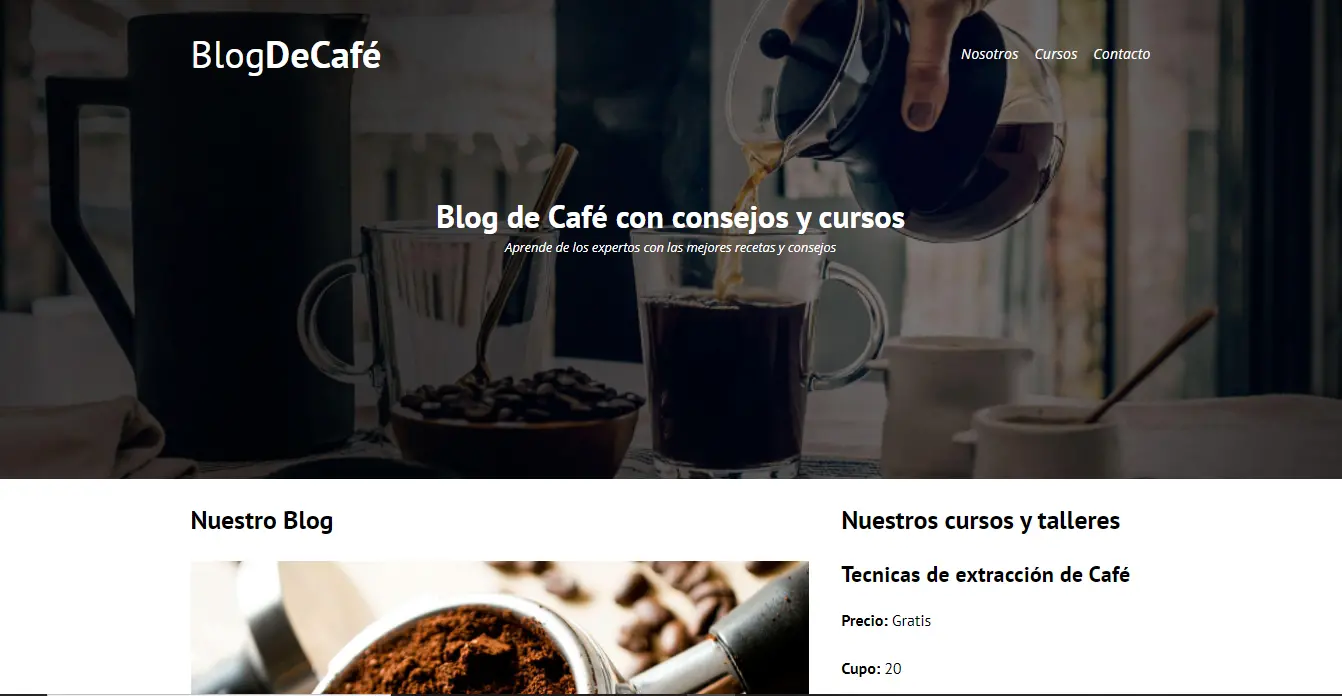 BlogDeCafé
Nosotros Cursos Contacto
Blog de Café con consejos y cursos
Aprende de los expertos con las mejores recetas y consejos
Nuestro Blog
Nuestros cursos y talleres
Tecnicas de extracción de Café
Precio: Gratis
Cupo: 20